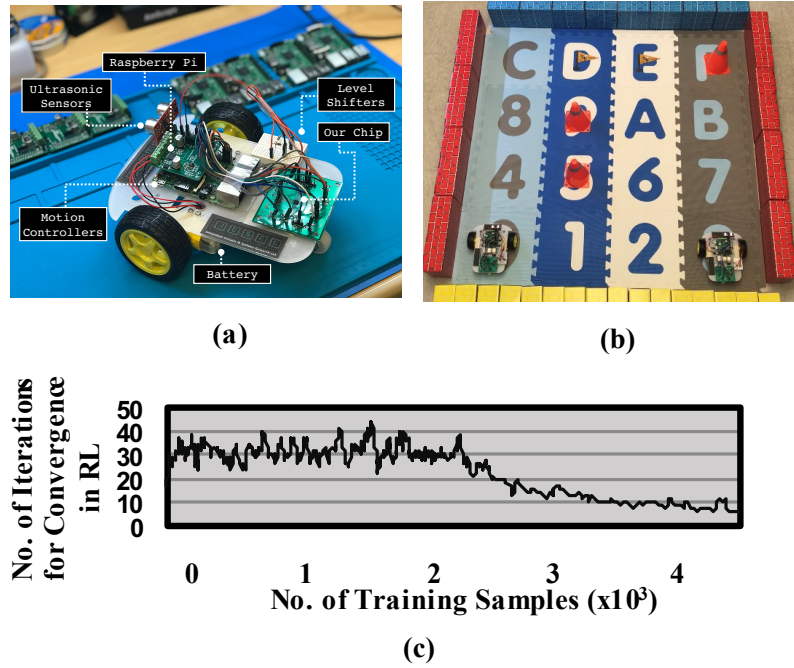 Raspberry Pi
Ultrasonic
Sensors
Level
Shifters
Our Chip
Motion
Controllers
Battery
(a)
C D E F
8 A B
4 5 6 7
1 2
(b)
No. of Iterations
for Convergence
in RL
50
40
30
20
10
0
0 1 2 3 4
No. of Training Samples (x10³)
(c)